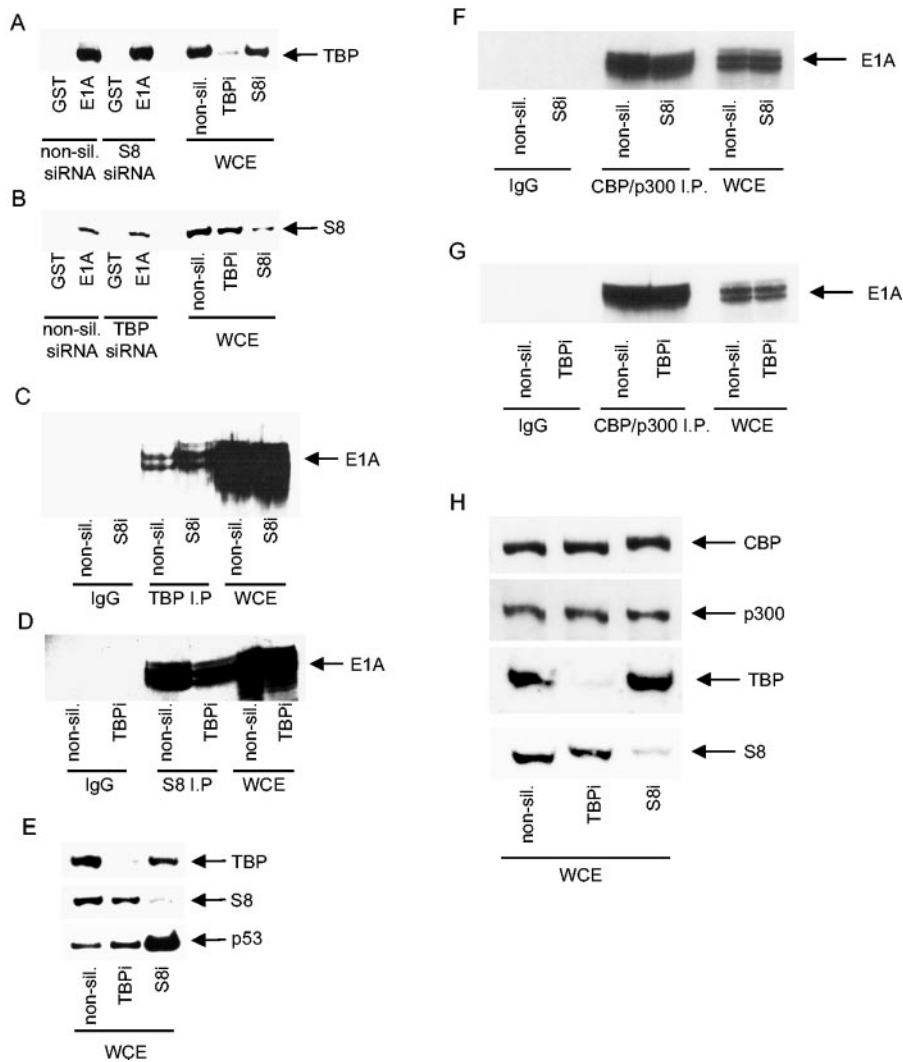 A
TBP
GST
E1A
GST
E1A
non-sil.
TBPi
S8i
non-sil. siRNA
S8 siRNA
WCE
B
S8
GST
E1A
GST
E1A
non-sil.
TBPi
S8i
non-sil. siRNA
TBP siRNA
WCE
C
E1A
non-sil.
S8i
non-sil.
S8i
non-sil.
S8i
IgG
TBP I.P
WCE
D
E1A
non-sil.
TBPi
non-sil.
TBPi
non-sil.
TBPi
IgG
S8 I.P
WCE
E
TBP
S8
p53
non-sil.
TBPi
S8i
WCE
F
E1A
non-sil.
S8i
non-sil.
S8i
non-sil.
S8i
IgG
CBP/p300 I.P.
WCE
G
E1A
non-sil.
TBPi
non-sil.
TBPi
non-sil.
TBPi
IgG
CBP/p300 I.P.
WCE
H
CBP
p300
TBP
S8
non-sil.
TBPi
S8i
WCE